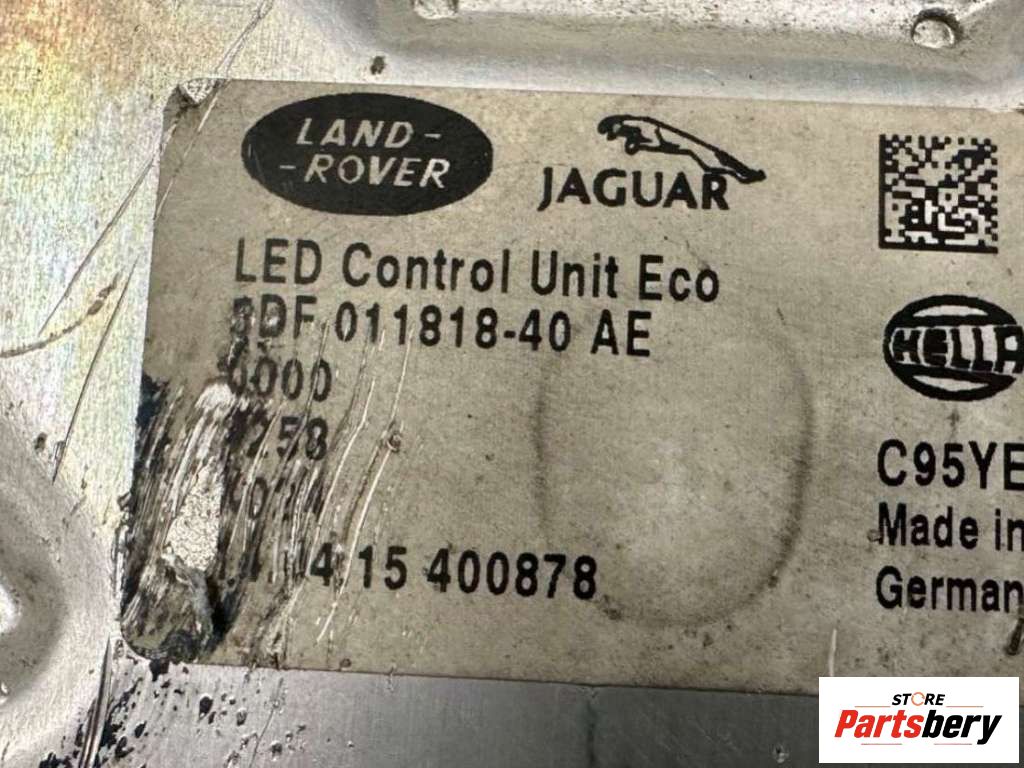 LAND-
-ROVER
JAGUAR
LED Control Unit Eco
011818-40 AE
0000
HELLA
C95YE
Made in
German
15 400878
STORE
Partsbery